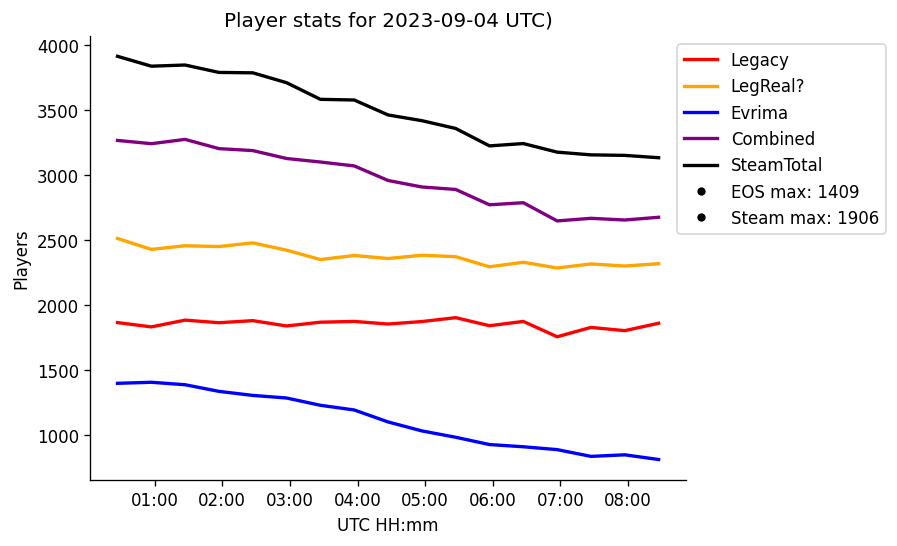 Player stats for 2023-09-04 UTC)
4000
3500
3000
2500
2000
1500
1000
Players
01:00 02:00 03:00 04:00 05:00 06:00 07:00 08:00
UTC HH:mm
Legacy
LegReal?
Evrima
Combined
SteamTotal
EOS max: 1409
Steam max: 1906